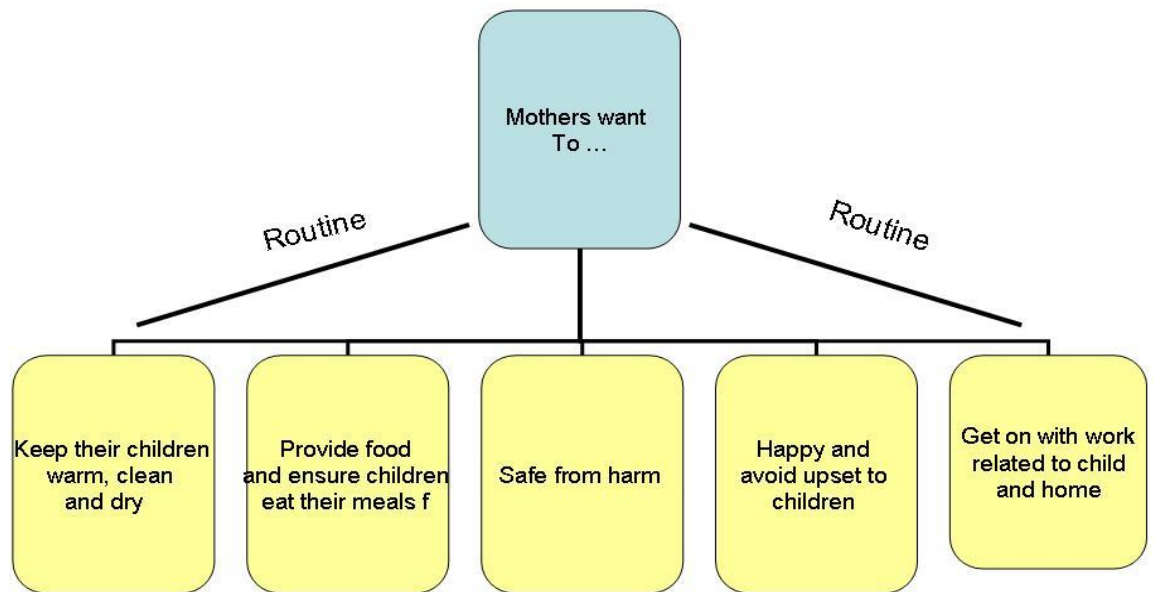 Mothers want
To ...
Routine
Routine
Keep their children
warm, clean
and dry
Provide food
and ensure children
eat their meals f
Safe from harm
Happy and
avoid upset to
children
Get on with work
related to child
and home